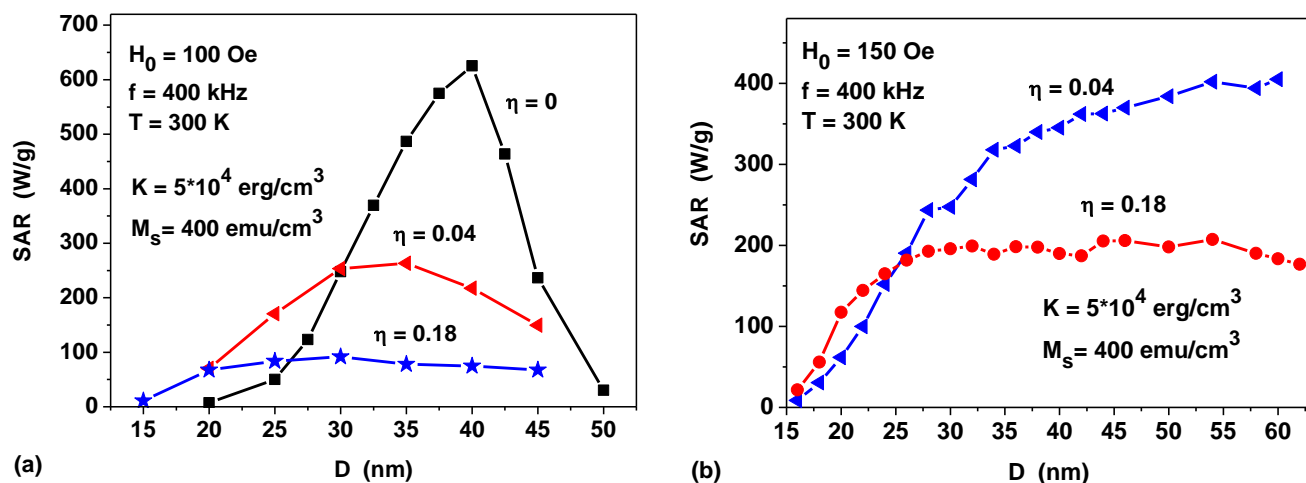 700
600
500
400
300
200
100
0
SAR (W/g)
H0 = 100 Oe
f = 400 kHz
T = 300 K
K = 5*10^4 erg/cm^3
Ms= 400 emu/cm^3
η = 0
η = 0.04
η = 0.18
15 20 25 30 35 40 45 50
(a)
D (nm)
400
300
200
100
0
SAR (W/g)
H0 = 150 Oe
f = 400 kHz
T = 300 K
η = 0.04
η = 0.18
K = 5*10^4 erg/cm^3
Ms= 400 emu/cm^3
15 20 25 30 35 40 45 50 55 60
(b)
D (nm)